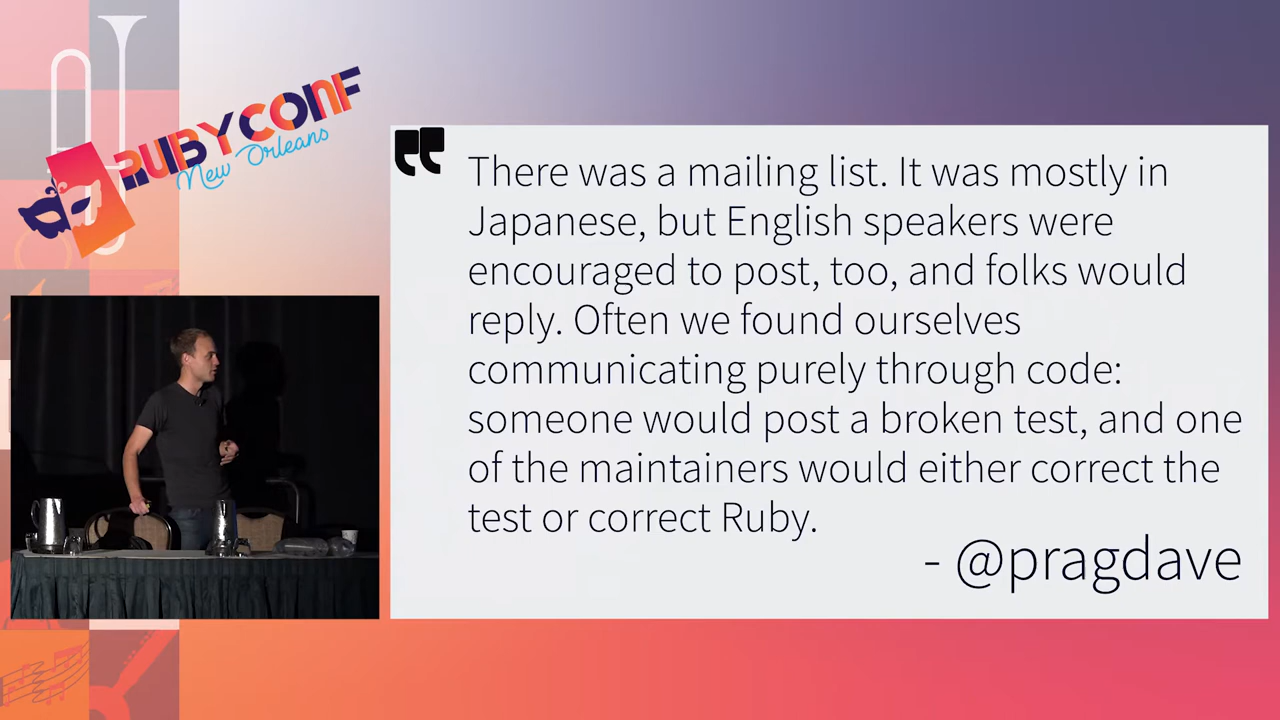 RUBYCONF
New Orleans
There was a mailing list. It was mostly in
Japanese, but English speakers were
encouraged to post, too, and folks would
reply. Often we found ourselves
communicating purely through code:
someone would post a broken test, and one
of the maintainers would either correct the
test or correct Ruby.
- @pragdave